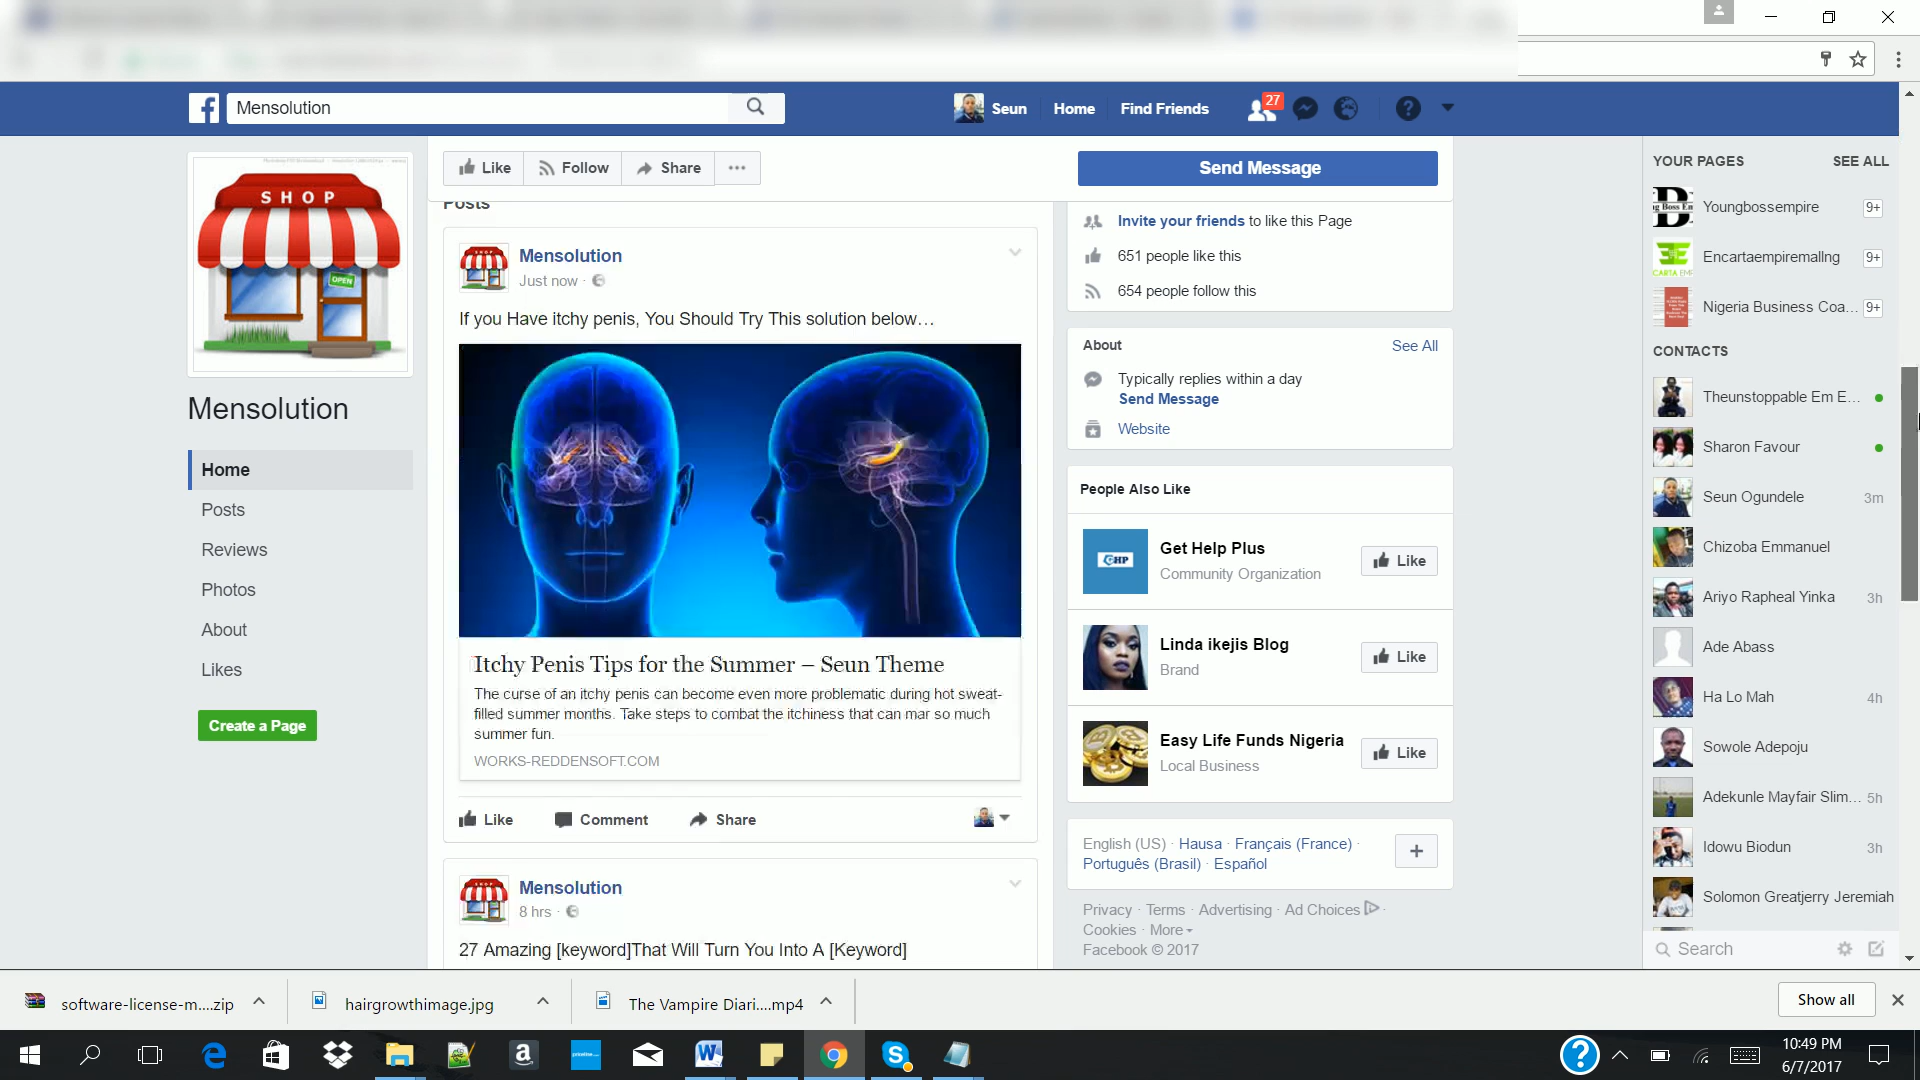 Mensolution
Seun
Home
Find Friends
27
SHOP
OPEN
Mensolution
Home
Posts
Reviews
Photos
About
Likes
Create a Page
Like
Follow
Share
Send Message
Posts
Mensolution
Just now ·
If you Have itchy penis, You Should Try This solution below…
Itchy Penis Tips for the Summer – Seun Theme
The curse of an itchy penis can become even more problematic during hot sweat-
filled summer months. Take steps to combat the itchiness that can mar so much
summer fun.
WORKS-REDDENSOFT.COM
Like
Comment
Share
Mensolution
8 hrs ·
27 Amazing [keyword]That Will Turn You Into A [Keyword]
Invite your friends to like this Page
651 people like this
654 people follow this
About
See All
Typically replies within a day
Send Message
Website
People Also Like
GHP
Get Help Plus
Community Organization
Like
Linda ikejis Blog
Brand
Like
Easy Life Funds Nigeria
Local Business
Like
English (US) · Hausa · Français (France) ·
Português (Brasil) · Español
Privacy · Terms · Advertising · Ad Choices ·
Cookies · More
Facebook © 2017
YOUR PAGES
SEE ALL
Youngbossempire
9+
Encartaempiremallng
9+
Nigeria Business Coa...
9+
CONTACTS
Theunstoppable Em E...
Sharon Favour
Seun Ogundele
3m
Chizoba Emmanuel
Ariyo Rapheal Yinka
3h
Ade Abass
Ha Lo Mah
4h
Sowole Adepoju
Adekunle Mayfair Slim...
5h
Idowu Biodun
3h
Solomon Greatjerry Jeremiah
Search
software-license-m....zip
hairgrowthimage.jpg
The Vampire Diari....mp4
Show all
10:49 PM
6/7/2017